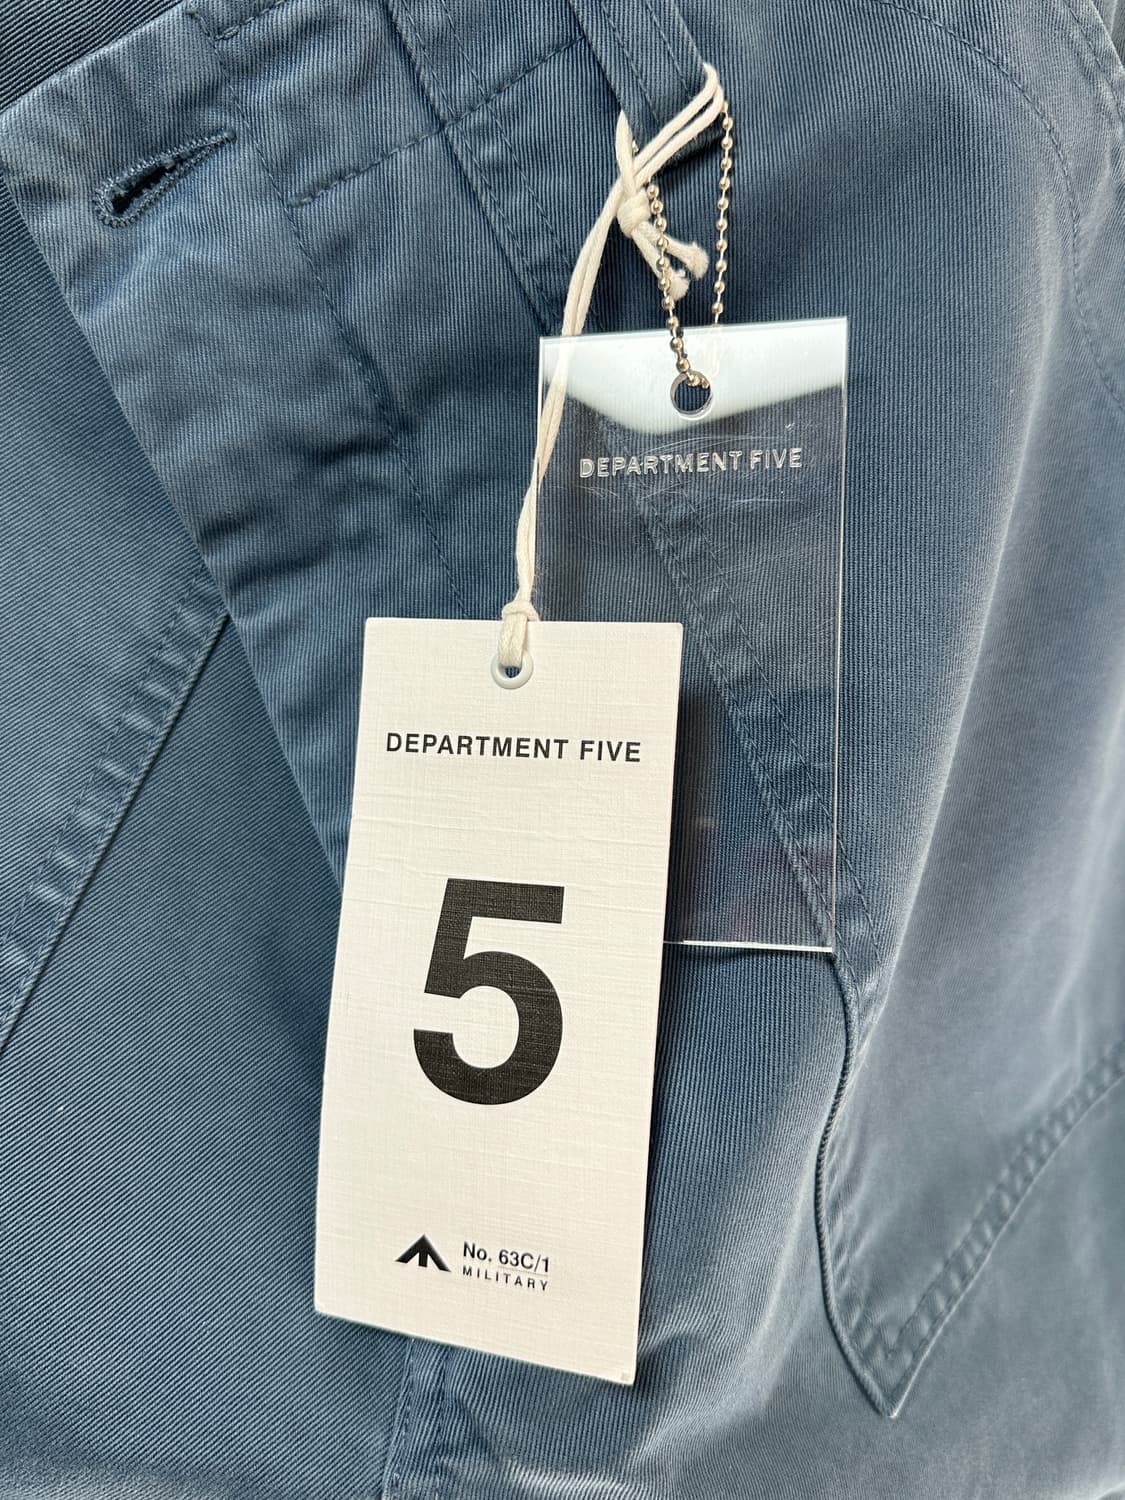 DEPARTMENT FIVE
DEPARTMENT FIVE
5
No. 63C/1
MILITARY